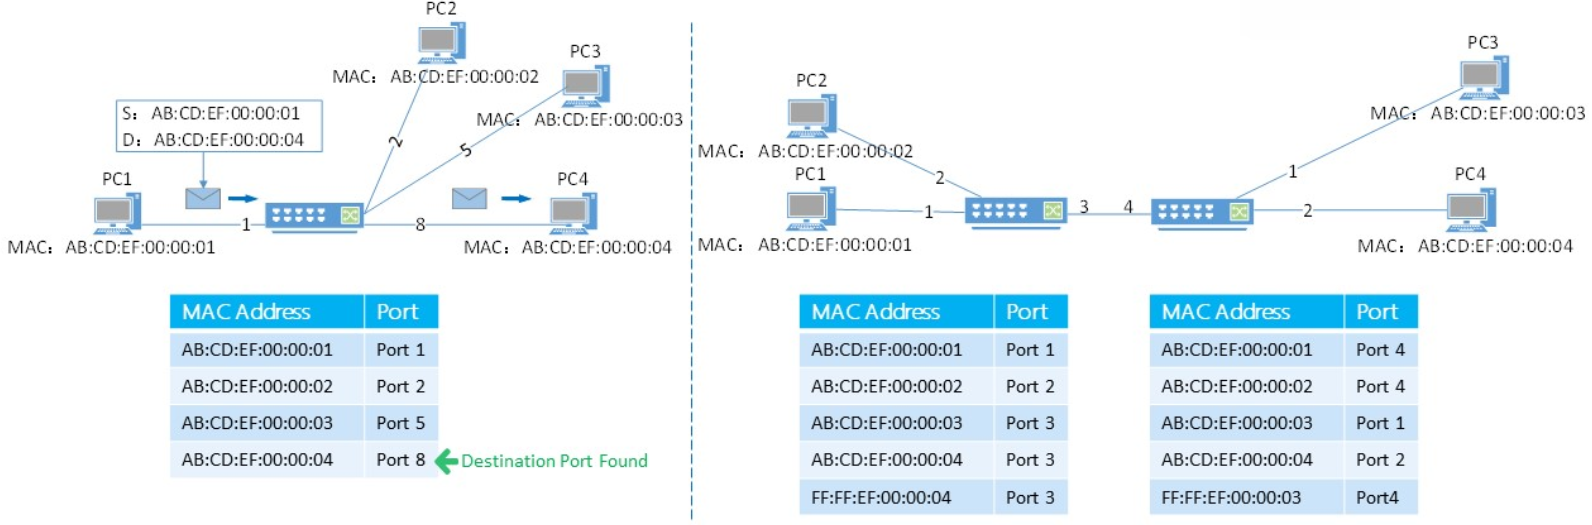 PC2
MAC: AB:CD:EF:00:00:02
PC3
MAC: AB:CD:EF:00:00:03
S: AB:CD:EF:00:00:01
D: AB:CD:EF:00:00:04
2
5
PC1
MAC: AB:CD:EF:00:00:01
1
8
PC4
MAC: AB:CD:EF:00:00:04
MAC Address Port
AB:CD:EF:00:00:01 Port 1
AB:CD:EF:00:00:02 Port 2
AB:CD:EF:00:00:03 Port 5
AB:CD:EF:00:00:04 Port 8
Destination Port Found
PC3
MAC: AB:CD:EF:00:00:03
PC2
MAC: AB:CD:EF:00:00:02
2
1
PC1
MAC: AB:CD:EF:00:00:01
1
3
4
2
PC4
MAC: AB:CD:EF:00:00:04
MAC Address Port
AB:CD:EF:00:00:01 Port 1
AB:CD:EF:00:00:02 Port 2
AB:CD:EF:00:00:03 Port 3
AB:CD:EF:00:00:04 Port 3
FF:FF:EF:00:00:04 Port 3
MAC Address Port
AB:CD:EF:00:00:01 Port 4
AB:CD:EF:00:00:02 Port 4
AB:CD:EF:00:00:03 Port 1
AB:CD:EF:00:00:04 Port 2
FF:FF:EF:00:00:03 Port4